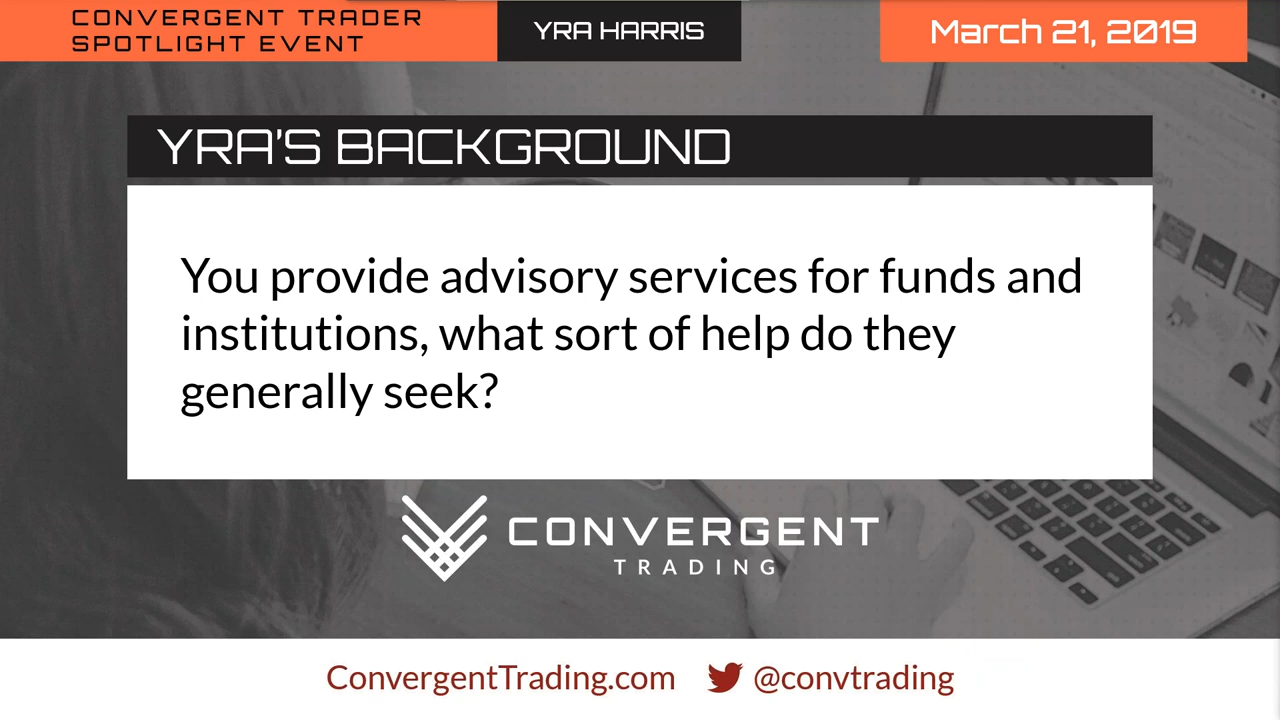 CONVERGENT TRADER
SPOTLIGHT EVENT
YRA HARRIS
March 21, 2019
YRA'S BACKGROUND
You provide advisory services for funds and
institutions, what sort of help do they
generally seek?
CONVERGENT
TRADING
ConvergentTrading.com @convtrading